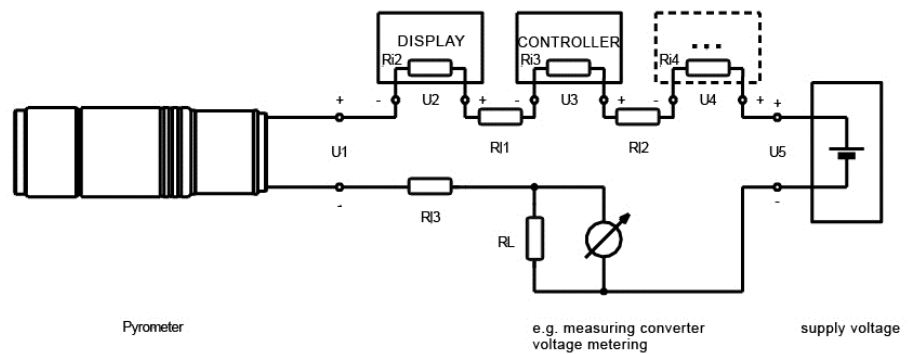 DISPLAY
CONTROLLER
...
Ri2
Ri3
Ri4
+
-
U2
+
-
U3
+
-
U4
+
+
U1
Rl1
Rl2
U5
-
Rl3
-
RL
Pyrometer
e.g. measuring converter
voltage metering
supply voltage